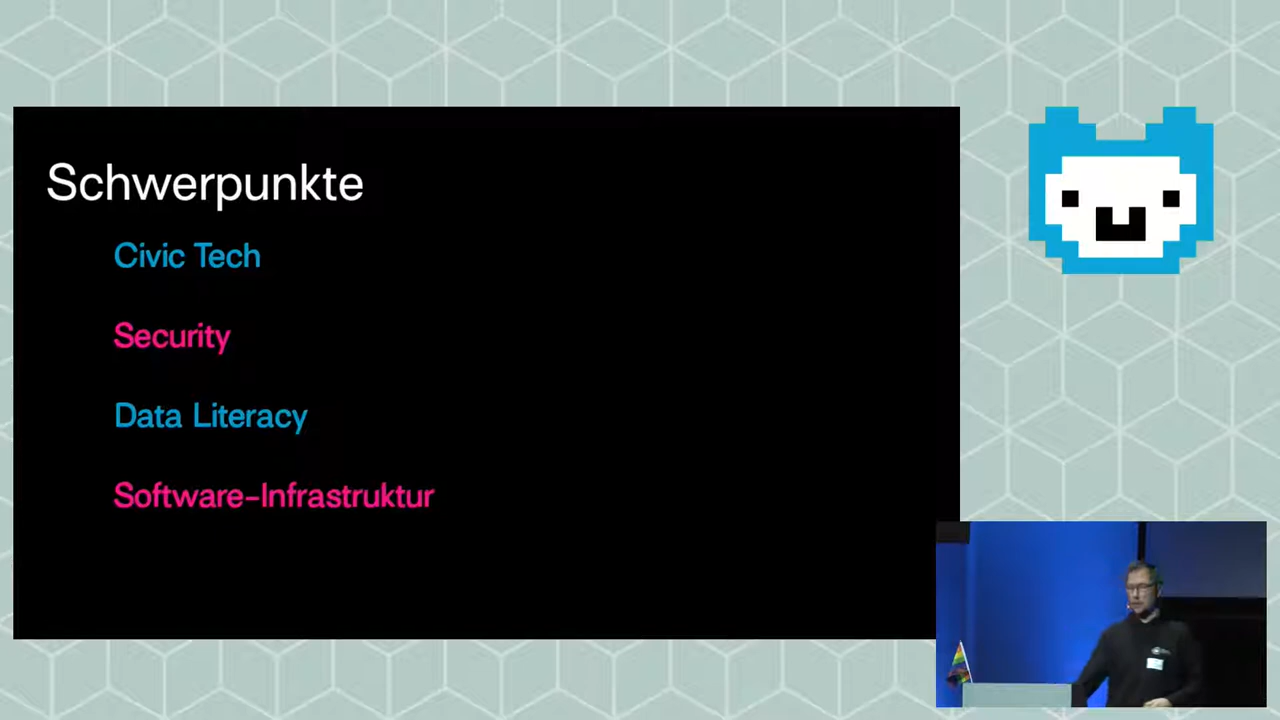 Schwerpunkte
Civic Tech
Security
Data Literacy
Software-Infrastruktur